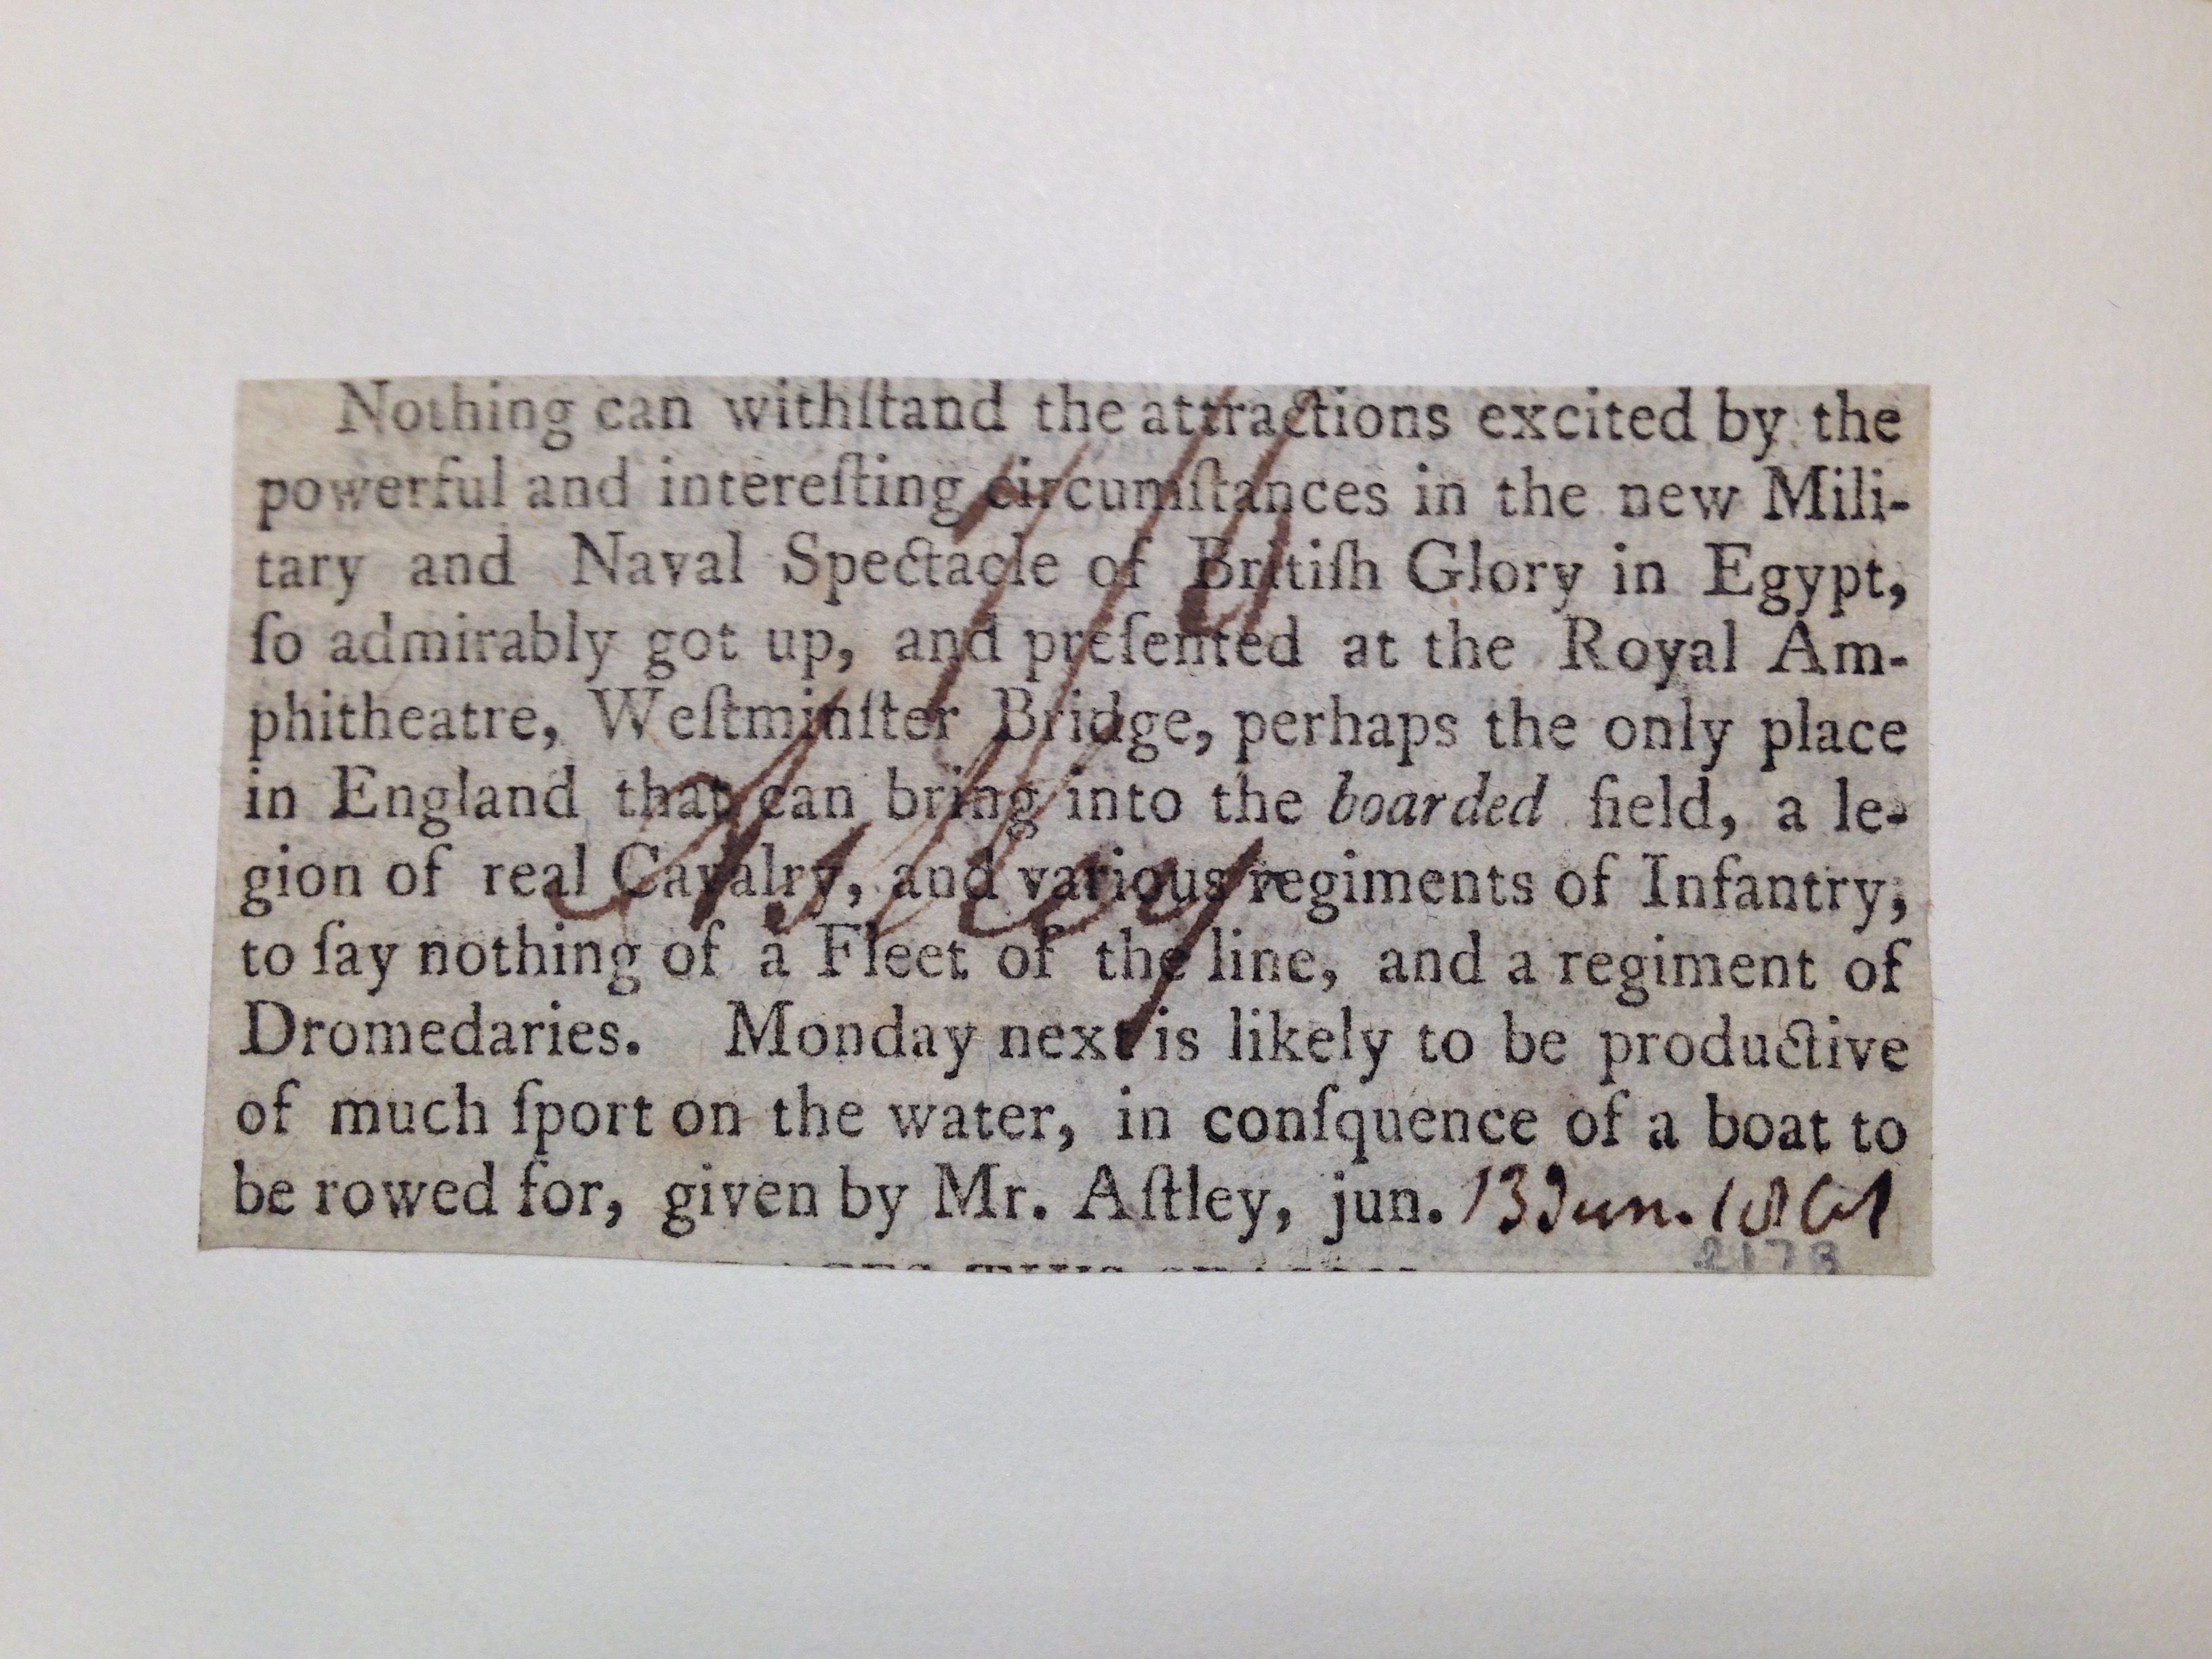 Nothing can withſtand the attractions excited by the
powerful and intereſting circumſtances in the new Mili-
tary and Naval Spectacle of Britiſh Glory in Egypt,
ſo admirably got up, and preſented at the Royal Am-
phitheatre, Weſtminſter Bridge, perhaps the only place
in England that can bring into the boarded field, a le-
gion of real Cavalry, and various regiments of Infantry,
to ſay nothing of a Fleet of the line, and a regiment of
Dromedaries. Monday next is likely to be productive
of much ſport on the water, in conſquence of a boat to
be rowed for, given by Mr. Aſtley, jun. 13 Jun. 1801
2178
Astley